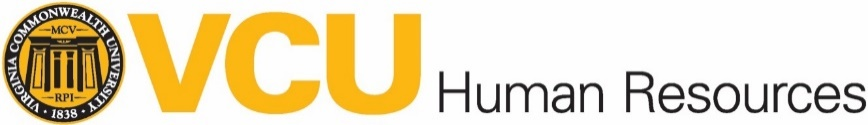 VIRGINIA COMMONWEALTH UNIVERSITY
MCV
RPI
· 1838 ·
VCU Human Resources